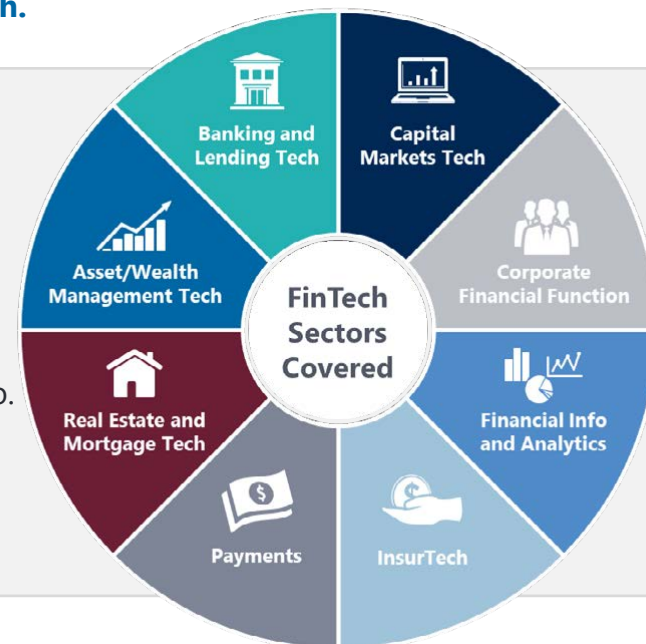 h.
Banking and
Lending Tech
Capital
Markets Tech
Asset/Wealth
Management Tech
Corporate
Financial Function
FinTech
Sectors
Covered
Real Estate and
Mortgage Tech
Financial Info
and Analytics
Payments
InsurTech